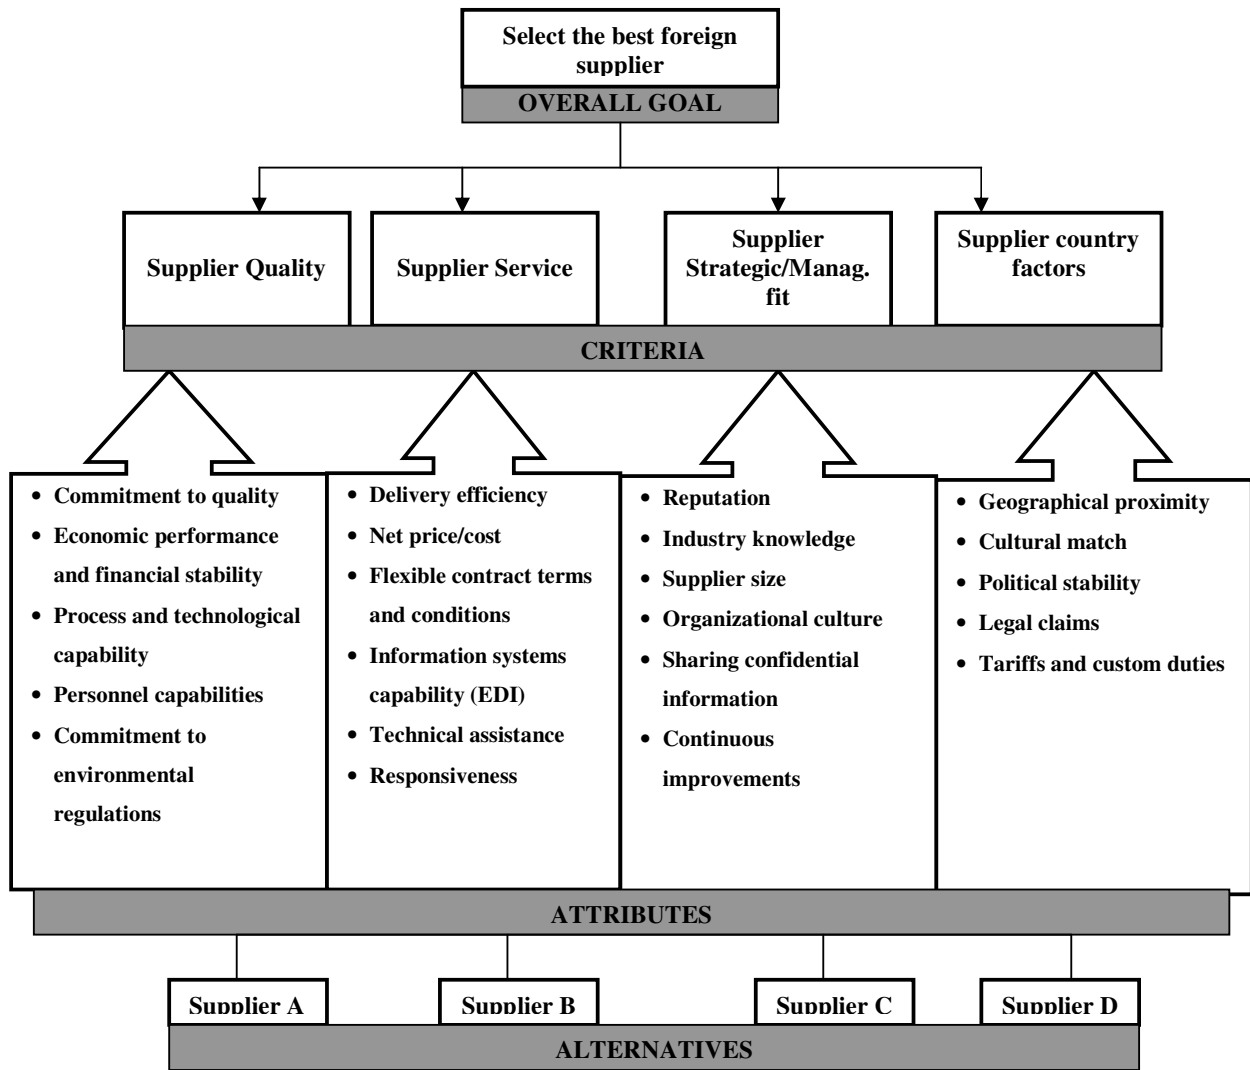 Select the best foreign
supplier
OVERALL GOAL
Supplier Quality
Supplier Service
Supplier
Strategic/Manag.
fit
Supplier country
factors
CRITERIA
• Commitment to quality
• Economic performance
and financial stability
• Process and technological
capability
• Personnel capabilities
• Commitment to
environmental
regulations
• Delivery efficiency
• Net price/cost
• Flexible contract terms
and conditions
• Information systems
capability (EDI)
• Technical assistance
• Responsiveness
• Reputation
• Industry knowledge
• Supplier size
• Organizational culture
• Sharing confidential
information
• Continuous
improvements
• Geographical proximity
• Cultural match
• Political stability
• Legal claims
• Tariffs and custom duties
ATTRIBUTES
Supplier A
Supplier B
Supplier C
Supplier D
ALTERNATIVES